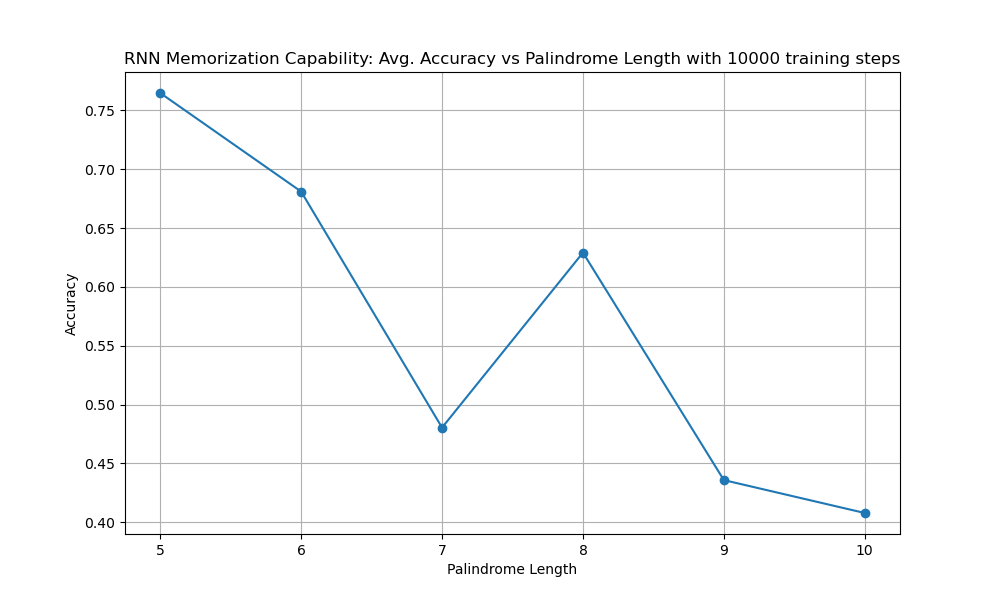 RNN Memorization Capability: Avg. Accuracy vs Palindrome Length with 10000 training steps
0.75
0.70
0.65
0.60
0.55
0.50
0.45
0.40
Accuracy
5 6 7 8 9 10
Palindrome Length